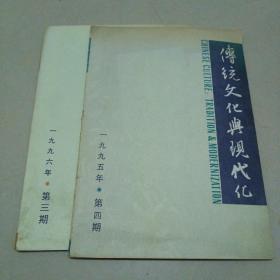 傳統文化與現代化
CHINESE CULTURE: TRADITION & MODERNIZATION
一九九五年 * 第四期
一九九六年 * 第三期